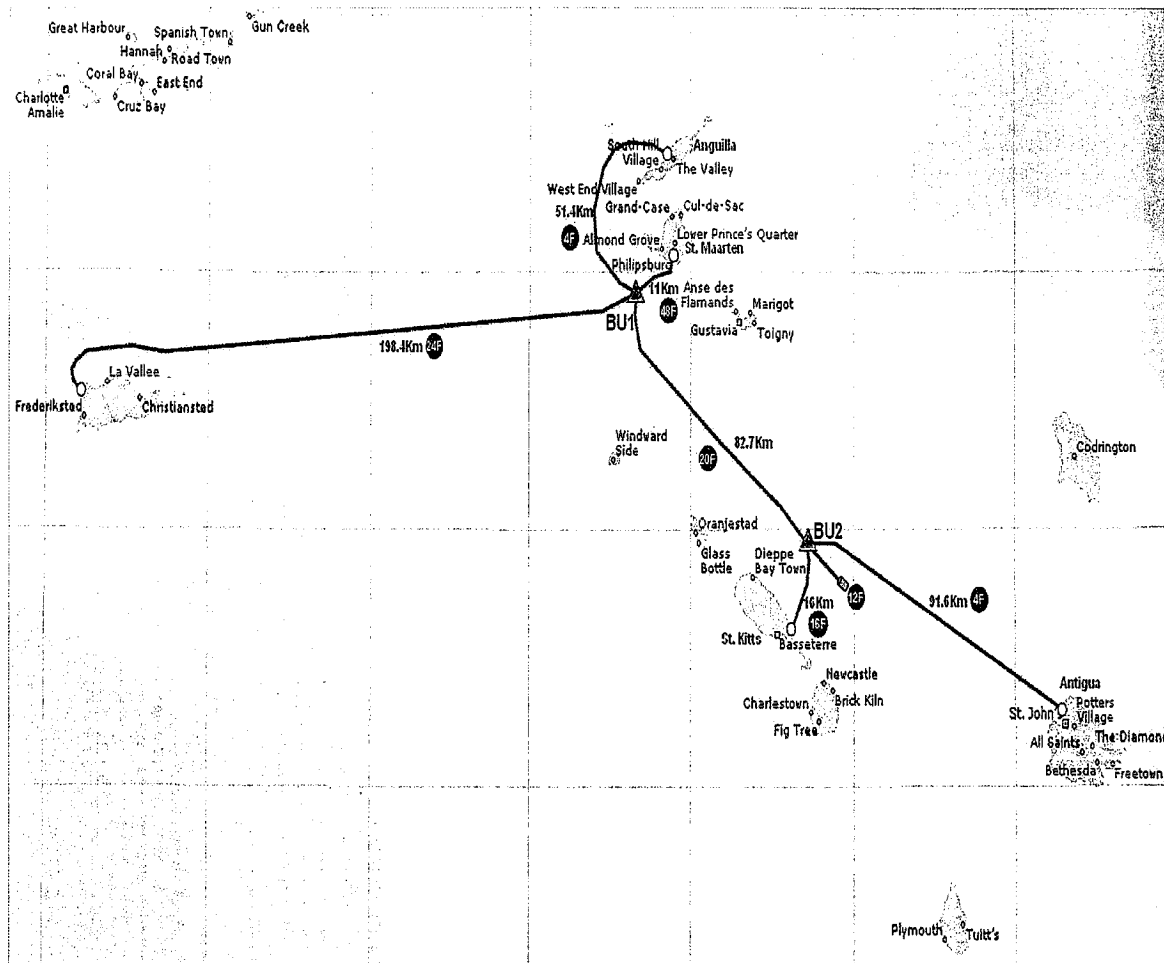 Great Harbour
Spanish Town
Gun Creek
Hannah
Road Town
Coral Bay
East End
Charlotte
Amalie
Cruz Bay
South Hill
Village
Anguilla
The Valley
West End Village
Grand-Case
Cul-de-Sac
51.4Km
4F
Almond Grove
Lower Prince's Quarter
St. Maarten
Philipsburg
11Km
48F
Anse des
Flamands
Marigot
BU1
Gustavia
Toigny
198.4Km
24F
La Vallee
Frederiksted
Christiansted
Windward
Side
82.7Km
20F
Codrington
Oranjestad
BU2
Glass
Bottle
Dieppe
Bay Town
16Km
16F
12F
91.6Km
4F
St. Kitts
Basseterre
Newcastle
Charlestown
Brick Kiln
Fig Tree
Antigua
St. John
Potters
Village
All Saints
The Diamond
Bethesda
Freetown
Plymouth
Tuitt's